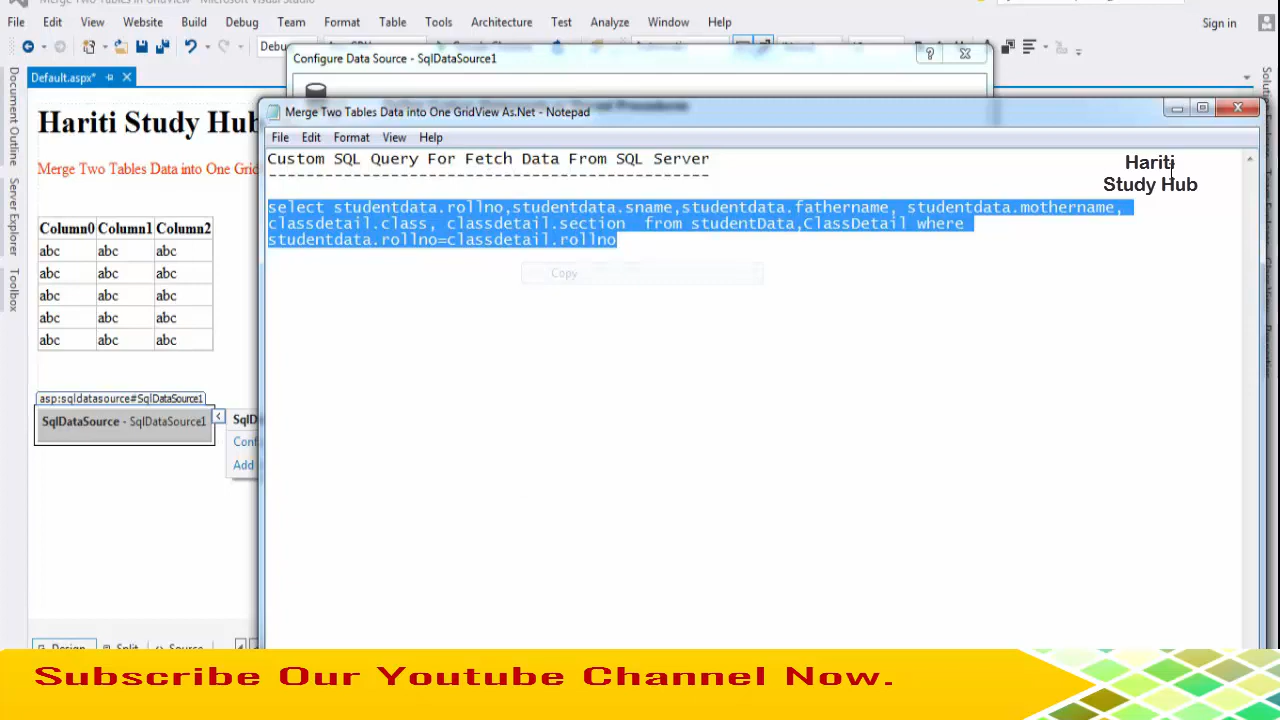 Merge Two Tables in GridView - Microsoft Visual Studio
File Edit View Website Build Debug Team Format Table Tools Architecture Test Analyze Window Help
Sign in
Debu
Default.aspx*
Configure Data Source - SqlDataSource1
Document Outline
Server Explorer
Toolbox
Hariti Study Hub
Merge Two Tables Data into One Grid
Column0 Column1 Column2
abc abc abc
abc abc abc
abc abc abc
abc abc abc
abc abc abc
asp:sqldatasource#SqlDataSource1
SqlDataSource - SqlDataSource1
SqlD
Conf
Add
Merge Two Tables Data into One GridView As.Net - Notepad
File Edit Format View Help
Custom SQL Query For Fetch Data From SQL Server
-----------------------------------------------
select studentdata.rollno,studentdata.sname,studentdata.fathername, studentdata.mothername,
classdetail.class, classdetail.section  from studentData,ClassDetail where
studentdata.rollno=classdetail.rollno
Copy
Hariti
Study Hub
Design Split Source
Subscribe Our Youtube Channel Now.